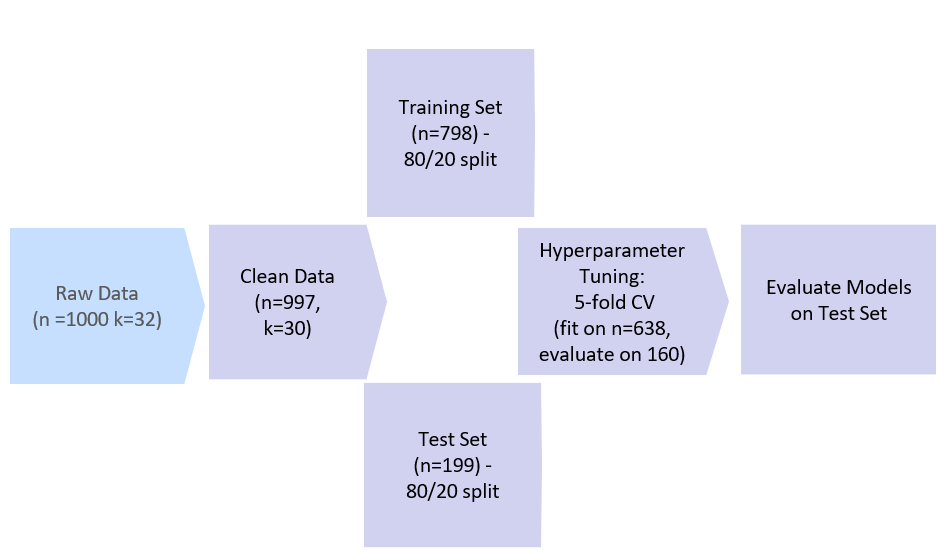 Training Set
(n=798) -
80/20 split
Raw Data
(n =1000 k=32)
Clean Data
(n=997,
k=30)
Hyperparameter
Tuning:
5-fold CV
(fit on n=638,
evaluate on 160)
Evaluate Models
on Test Set
Test Set
(n=199) -
80/20 split